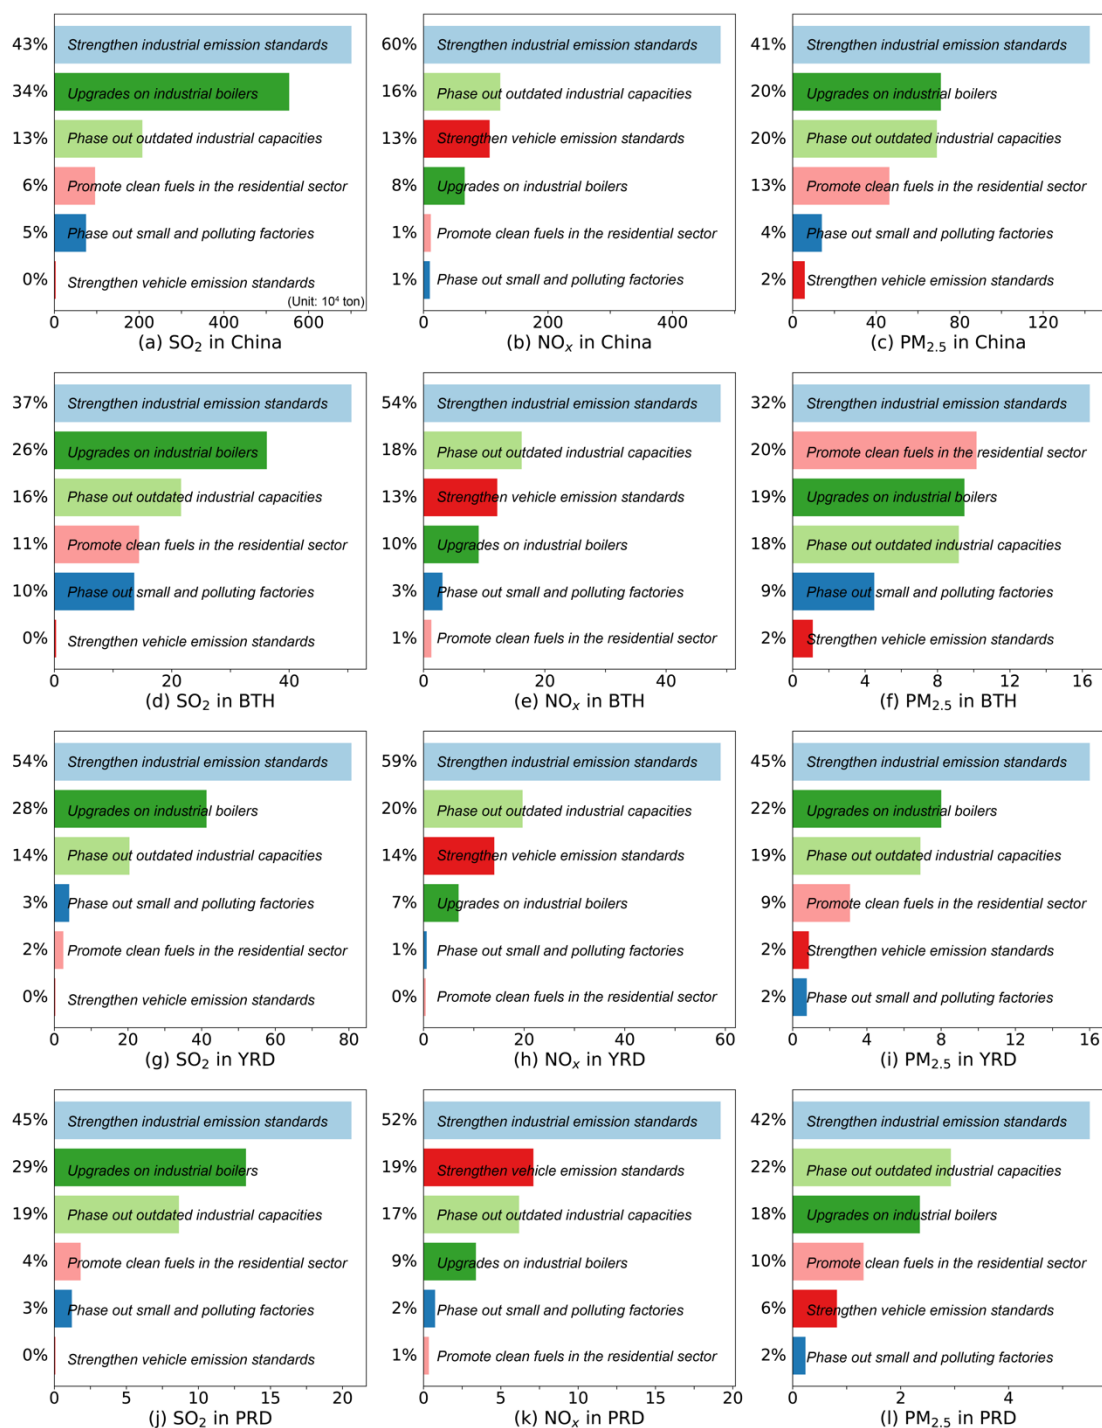 43% Strengthen industrial emission standards
34% Upgrades on industrial boilers
13% Phase out outdated industrial capacities
6% Promote clean fuels in the residential sector
5% Phase out small and polluting factories
0% Strengthen vehicle emission standards
(Unit: 10⁴ ton)
0 200 400 600
(a) SO₂ in China
60% Strengthen industrial emission standards
16% Phase out outdated industrial capacities
13% Strengthen vehicle emission standards
8% Upgrades on industrial boilers
1% Promote clean fuels in the residential sector
1% Phase out small and polluting factories
0 200 400
(b) NOₓ in China
41% Strengthen industrial emission standards
20% Upgrades on industrial boilers
20% Phase out outdated industrial capacities
13% Promote clean fuels in the residential sector
4% Phase out small and polluting factories
2% Strengthen vehicle emission standards
0 40 80 120
(c) PM₂.₅ in China
37% Strengthen industrial emission standards
26% Upgrades on industrial boilers
16% Phase out outdated industrial capacities
11% Promote clean fuels in the residential sector
10% Phase out small and polluting factories
0% Strengthen vehicle emission standards
0 20 40
(d) SO₂ in BTH
54% Strengthen industrial emission standards
18% Phase out outdated industrial capacities
13% Strengthen vehicle emission standards
10% Upgrades on industrial boilers
3% Phase out small and polluting factories
1% Promote clean fuels in the residential sector
0 20 40
(e) NOₓ in BTH
32% Strengthen industrial emission standards
20% Promote clean fuels in the residential sector
19% Upgrades on industrial boilers
18% Phase out outdated industrial capacities
9% Phase out small and polluting factories
2% Strengthen vehicle emission standards
0 4 8 12 16
(f) PM₂.₅ in BTH
54% Strengthen industrial emission standards
28% Upgrades on industrial boilers
14% Phase out outdated industrial capacities
3% Phase out small and polluting factories
2% Promote clean fuels in the residential sector
0% Strengthen vehicle emission standards
0 20 40 60 80
(g) SO₂ in YRD
59% Strengthen industrial emission standards
20% Phase out outdated industrial capacities
14% Strengthen vehicle emission standards
7% Upgrades on industrial boilers
1% Phase out small and polluting factories
0% Promote clean fuels in the residential sector
0 20 40 60
(h) NOₓ in YRD
45% Strengthen industrial emission standards
22% Upgrades on industrial boilers
19% Phase out outdated industrial capacities
9% Promote clean fuels in the residential sector
2% Strengthen vehicle emission standards
2% Phase out small and polluting factories
0 4 8 12 16
(i) PM₂.₅ in YRD
45% Strengthen industrial emission standards
29% Upgrades on industrial boilers
19% Phase out outdated industrial capacities
4% Promote clean fuels in the residential sector
3% Phase out small and polluting factories
0% Strengthen vehicle emission standards
0 5 10 15 20
(j) SO₂ in PRD
52% Strengthen industrial emission standards
19% Strengthen vehicle emission standards
17% Phase out outdated industrial capacities
9% Upgrades on industrial boilers
2% Phase out small and polluting factories
1% Promote clean fuels in the residential sector
0 5 10 15 20
(k) NOₓ in PRD
42% Strengthen industrial emission standards
22% Phase out outdated industrial capacities
18% Upgrades on industrial boilers
10% Promote clean fuels in the residential sector
6% Strengthen vehicle emission standards
2% Phase out small and polluting factories
0 2 4
(l) PM₂.₅ in PRD